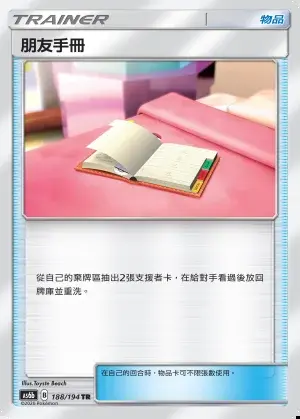 TRAINER
物品
朋友手冊
從自己的棄牌區抽出2張支援者卡，在給對手看過後放回
牌庫並重洗。
Illus.Toyste Beach
AS6b D 188/194 TR
©2020 Pokémon
在自己的回合時，物品卡可不限張數使用。